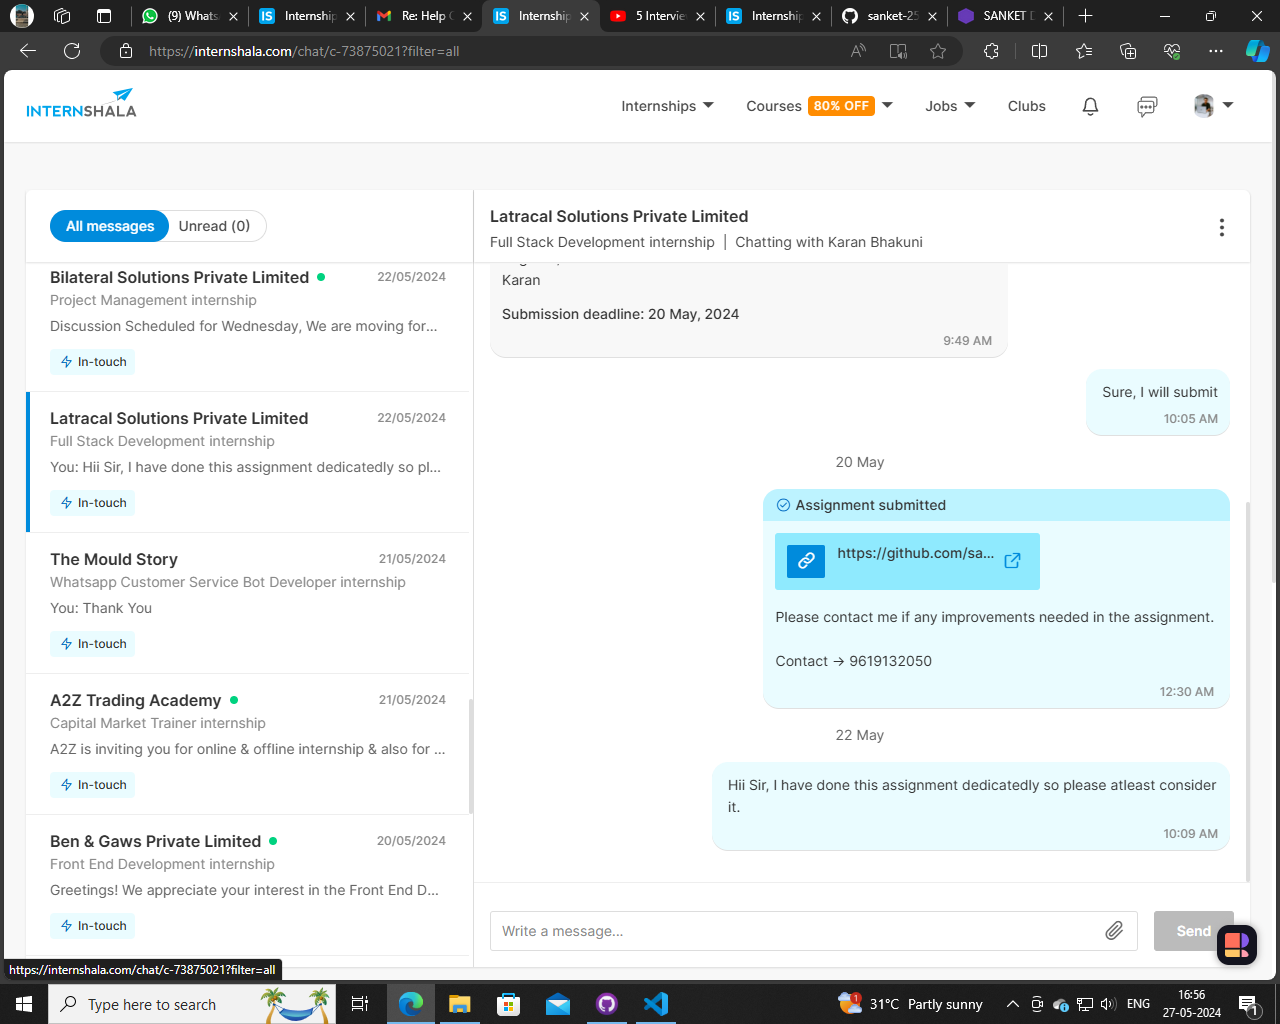 (9) Whats
Internship
Re: Help
Internship
5 Intervie
Internship
sanket-25
SANKET D
https://internshala.com/chat/c-73875021?filter=all
INTERNSHALA
Internships
Courses 80% OFF
Jobs
Clubs
All messages
Unread (0)
Bilateral Solutions Private Limited
22/05/2024
Project Management internship
Discussion Scheduled for Wednesday, We are moving for...
In-touch
Latracal Solutions Private Limited
22/05/2024
Full Stack Development internship
You: Hii Sir, I have done this assignment dedicatedly so pl...
In-touch
The Mould Story
21/05/2024
Whatsapp Customer Service Bot Developer internship
You: Thank You
In-touch
A2Z Trading Academy
21/05/2024
Capital Market Trainer internship
A2Z is inviting you for online & offline internship & also for ...
In-touch
Ben & Gaws Private Limited
20/05/2024
Front End Development internship
Greetings! We appreciate your interest in the Front End D...
In-touch
Latracal Solutions Private Limited
Full Stack Development internship | Chatting with Karan Bhakuni
Karan
Submission deadline: 20 May, 2024
9:49 AM
Sure, I will submit
10:05 AM
20 May
Assignment submitted
https://github.com/sa...
Please contact me if any improvements needed in the assignment.
Contact -> 9619132050
12:30 AM
22 May
Hii Sir, I have done this assignment dedicatedly so please atleast consider
it.
10:09 AM
Write a message...
Send
https://internshala.com/chat/c-73875021?filter=all
Type here to search
1
31°C Partly sunny
ENG
16:56
27-05-2024
1